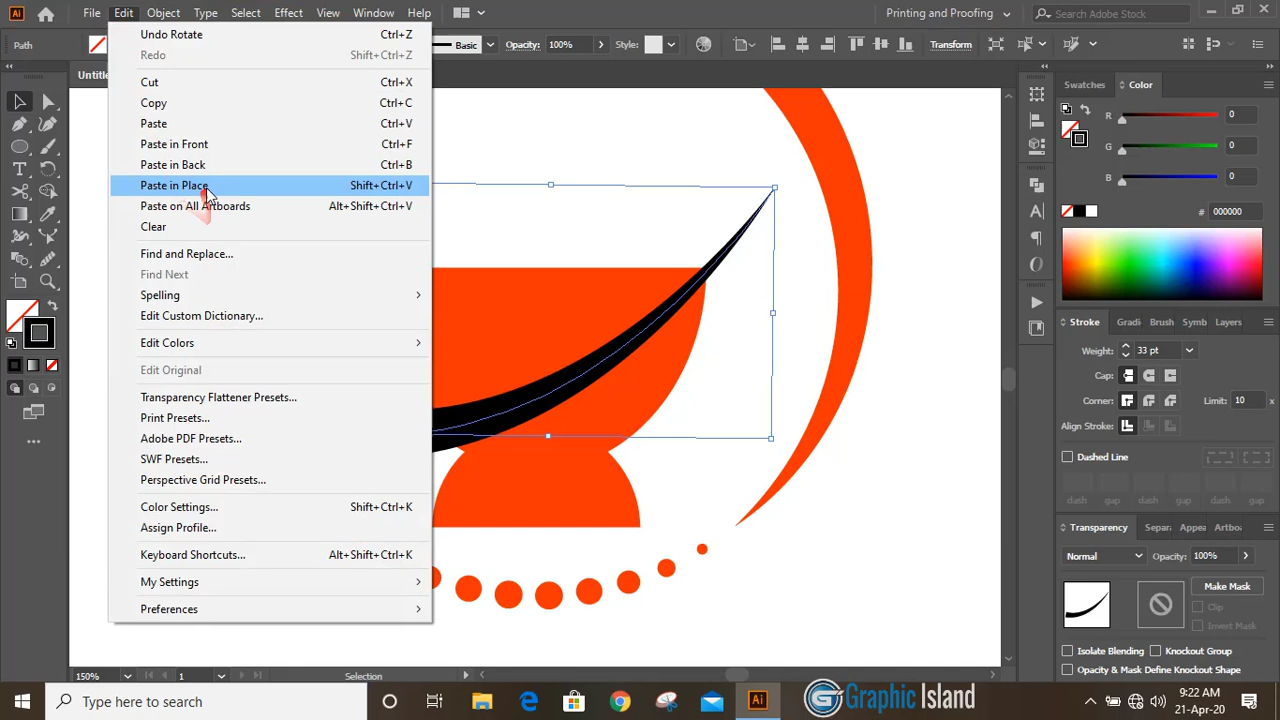 Ai File Edit Object Type Select Effect View Window Help Printing and Proofing Search Adobe Stock
Path Basic Opacity: 100% Style: Transform
Undo Rotate Ctrl+Z
Redo Shift+Ctrl+Z
Cut Ctrl+X
Copy Ctrl+C
Paste Ctrl+V
Paste in Front Ctrl+F
Paste in Back Ctrl+B
Paste in Place Shift+Ctrl+V
Paste on All Artboards Alt+Shift+Ctrl+V
Clear
Find and Replace...
Find Next
Spelling
Edit Custom Dictionary...
Edit Colors
Edit Original
Transparency Flattener Presets...
Print Presets...
Adobe PDF Presets...
SWF Presets...
Perspective Grid Presets...
Color Settings... Shift+Ctrl+K
Assign Profile...
Keyboard Shortcuts... Alt+Shift+Ctrl+K
My Settings
Preferences
Untitle
Swatches Color
R 0
G 0
B 0
# 000000
Stroke Gradi Brush Symb Layers
Weight: 33 pt
Cap:
Corner: Limit: 10 x
Align Stroke:
Dashed Line
dash gap dash gap dash gap
Transparency Separ Appe Artbo
Normal Opacity: 100%
Make Mask
Clip
Invert Mask
Isolate Blending Knockout Group
Opacity & Mask Define Knockout Shape
150% 1 Selection
Type here to search
Ai
Graphic Island
9:22 AM
21-Apr-20